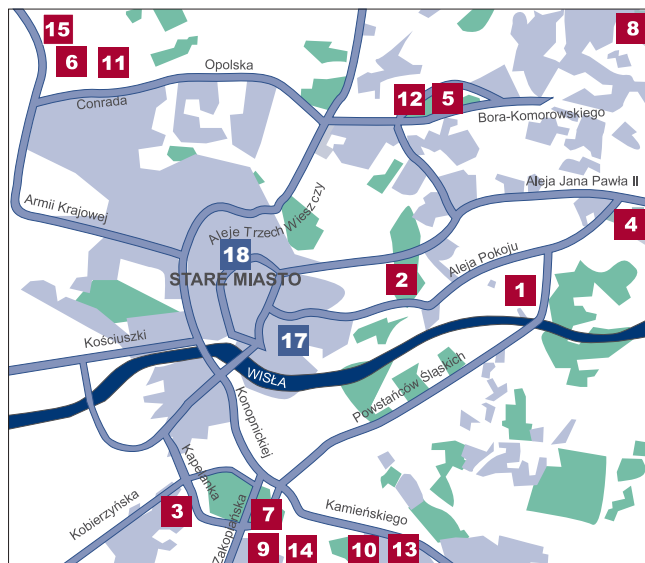 15
8
6
11
Opolska
12
5
Conrada
Bora-Komorowskiego
Aleja Jana Pawła II
Armii Krajowej
Aleje Trzech Wieszczy
4
18
Aleja Pokoju
STARE MIASTO
2
1
Kościuszki
17
WISŁA
Powstańców Śląskich
Konopnickiej
Kapelanka
Kobierzyńska
3
7
Kamieńskiego
Zakopiańska
9
14
10
13